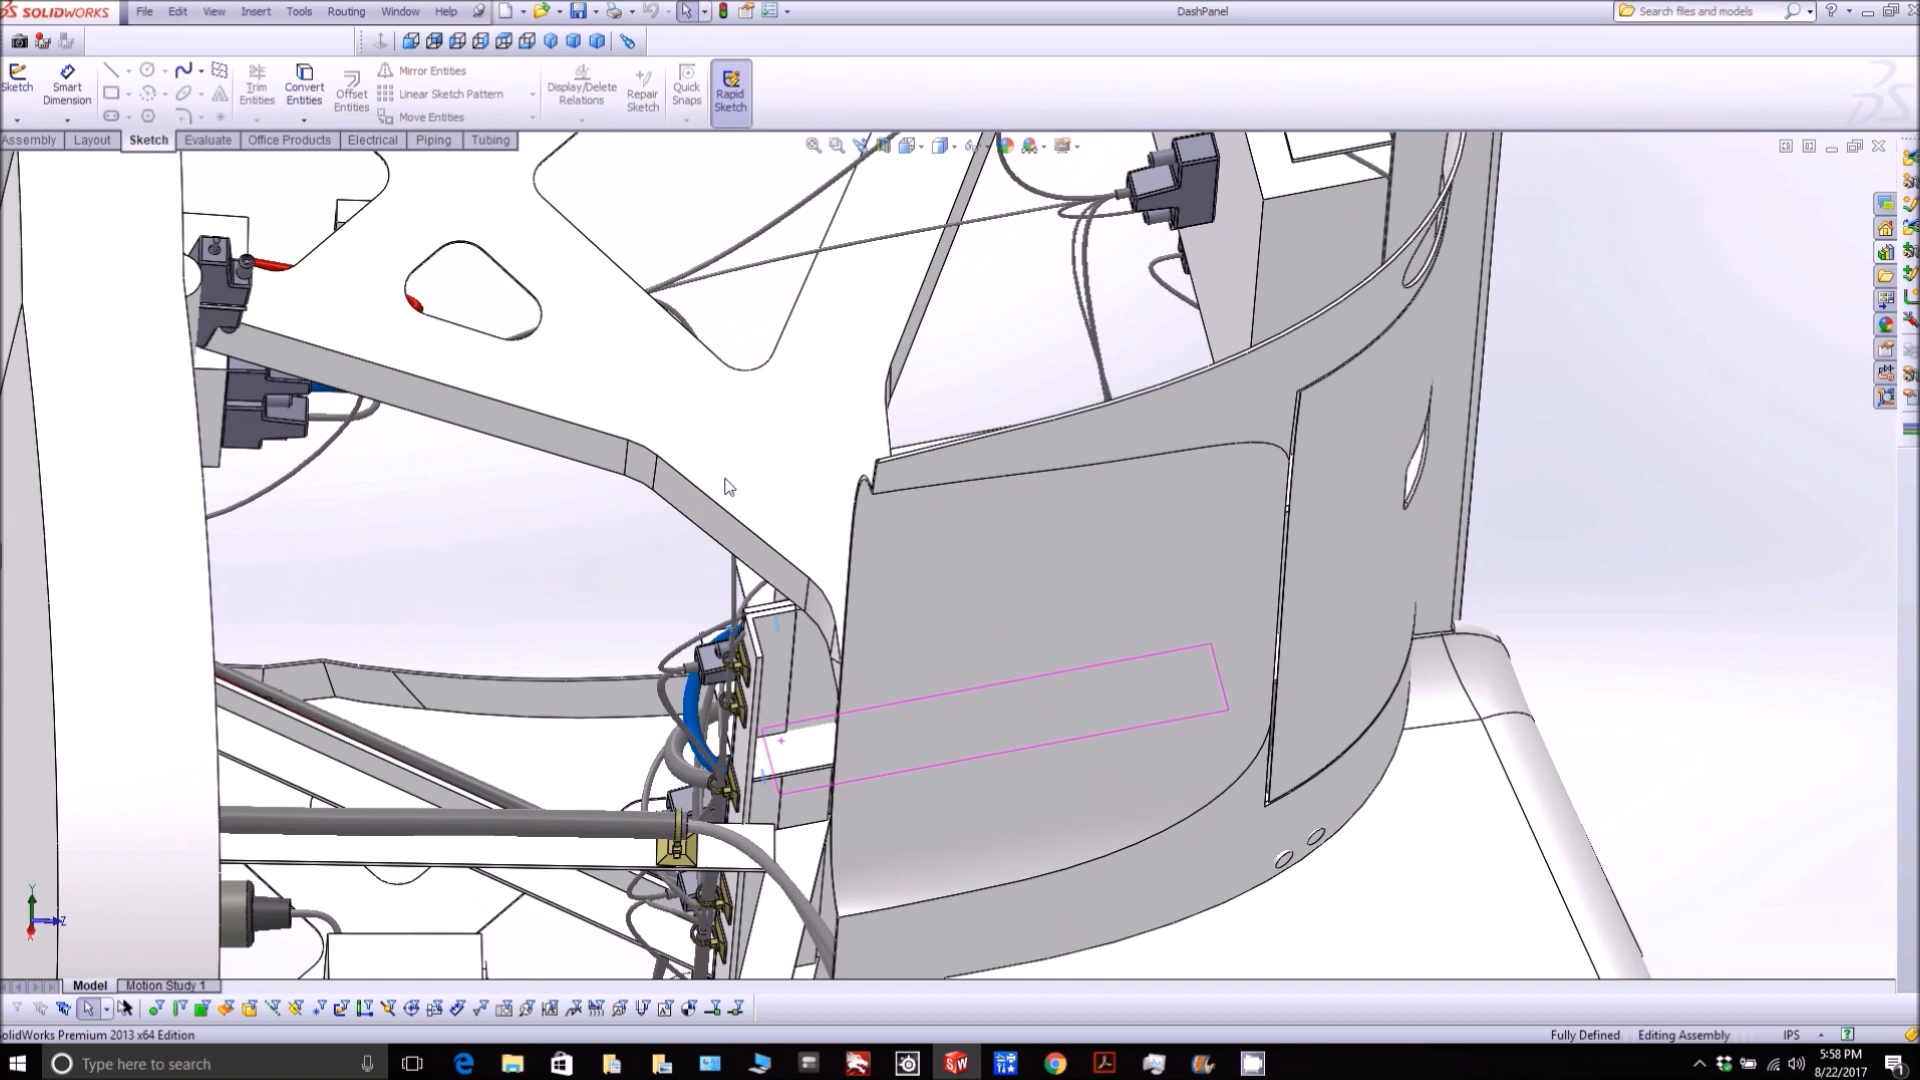 SOLIDWORKS File Edit View Insert Tools Routing Window Help DashPanel Search files and models
Sketch Smart Dimension Trim Entities Convert Entities Offset Entities Mirror Entities Linear Sketch Pattern Move Entities Display/Delete Relations Repair Sketch Quick Snaps Rapid Sketch
Assembly Layout Sketch Evaluate Office Products Electrical Piping Tubing
Y
Z
X
Model Motion Study 1
olidWorks Premium 2013 x64 Edition Fully Defined Editing Assembly IPS
Type here to search 5:58 PM
8/22/2017